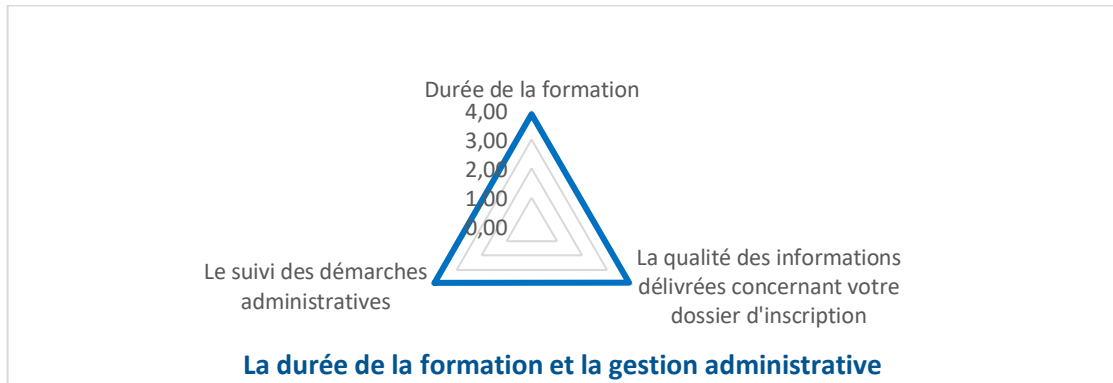 Durée de la formation
4,00
3,00
2,00
1,00
0,00
Le suivi des démarches
administratives
La qualité des informations
délivrées concernant votre
dossier d'inscription
La durée de la formation et la gestion administrative